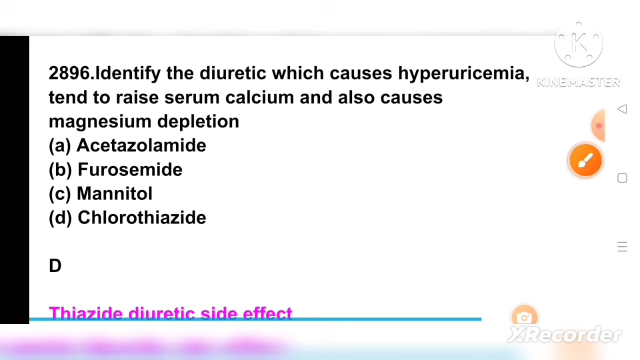 2896.Identify the diuretic which causes hyperuricemia,
tend to raise serum calcium and also causes
magnesium depletion
(a) Acetazolamide
(b) Furosemide
(c) Mannitol
(d) Chlorothiazide
D
Thiazide diuretic side effect
KINEMASTER
XRecorder